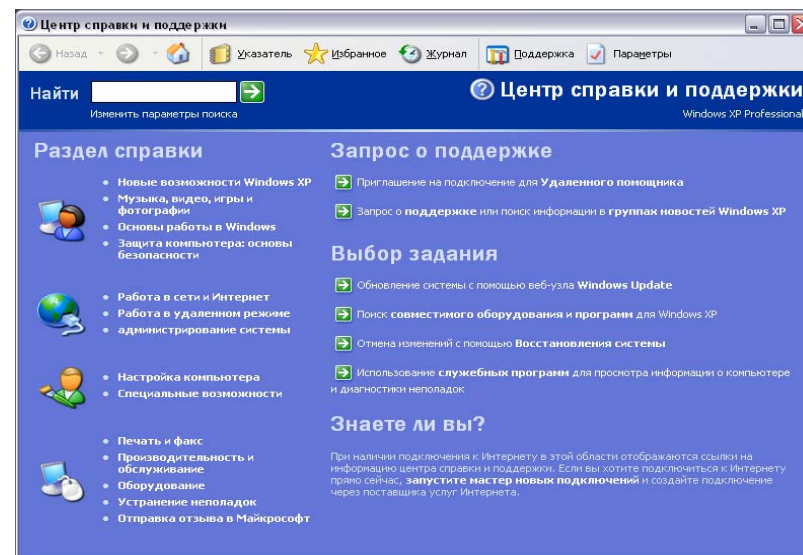 Центр справки и поддержки
Назад
Указатель
Избранное
Журнал
Поддержка
Параметры
Найти
Изменить параметры поиска
Центр справки и поддержки
Windows XP Professional
Раздел справки
Новые возможности Windows XP
Музыка, видео, игры и
фотографии
Основы работы в Windows
Защита компьютера: основы
безопасности
Работа в сети и Интернет
Работа в удаленном режиме
администрирование системы
Настройка компьютера
Специальные возможности
Печать и факс
Производительность и
обслуживание
Оборудование
Устранение неполадок
Отправка отзыва в Майкрософт
Запрос о поддержке
Приглашение на подключение для Удаленного помощника
Запрос о поддержке или поиск информации в группах новостей Windows XP
Выбор задания
Обновление системы с помощью веб-узла Windows Update
Поиск совместимого оборудования и программ для Windows XP
Отмена изменений с помощью Восстановления системы
Использование служебных программ для просмотра информации о компьютере
и диагностики неполадок
Знаете ли вы?
При наличии подключения к Интернету в этой области отображаются ссылки на
информацию центра справки и поддержки. Если вы хотите подключиться к Интернету
прямо сейчас, запустите мастер новых подключений и создайте подключение
через поставщика услуг Интернета.